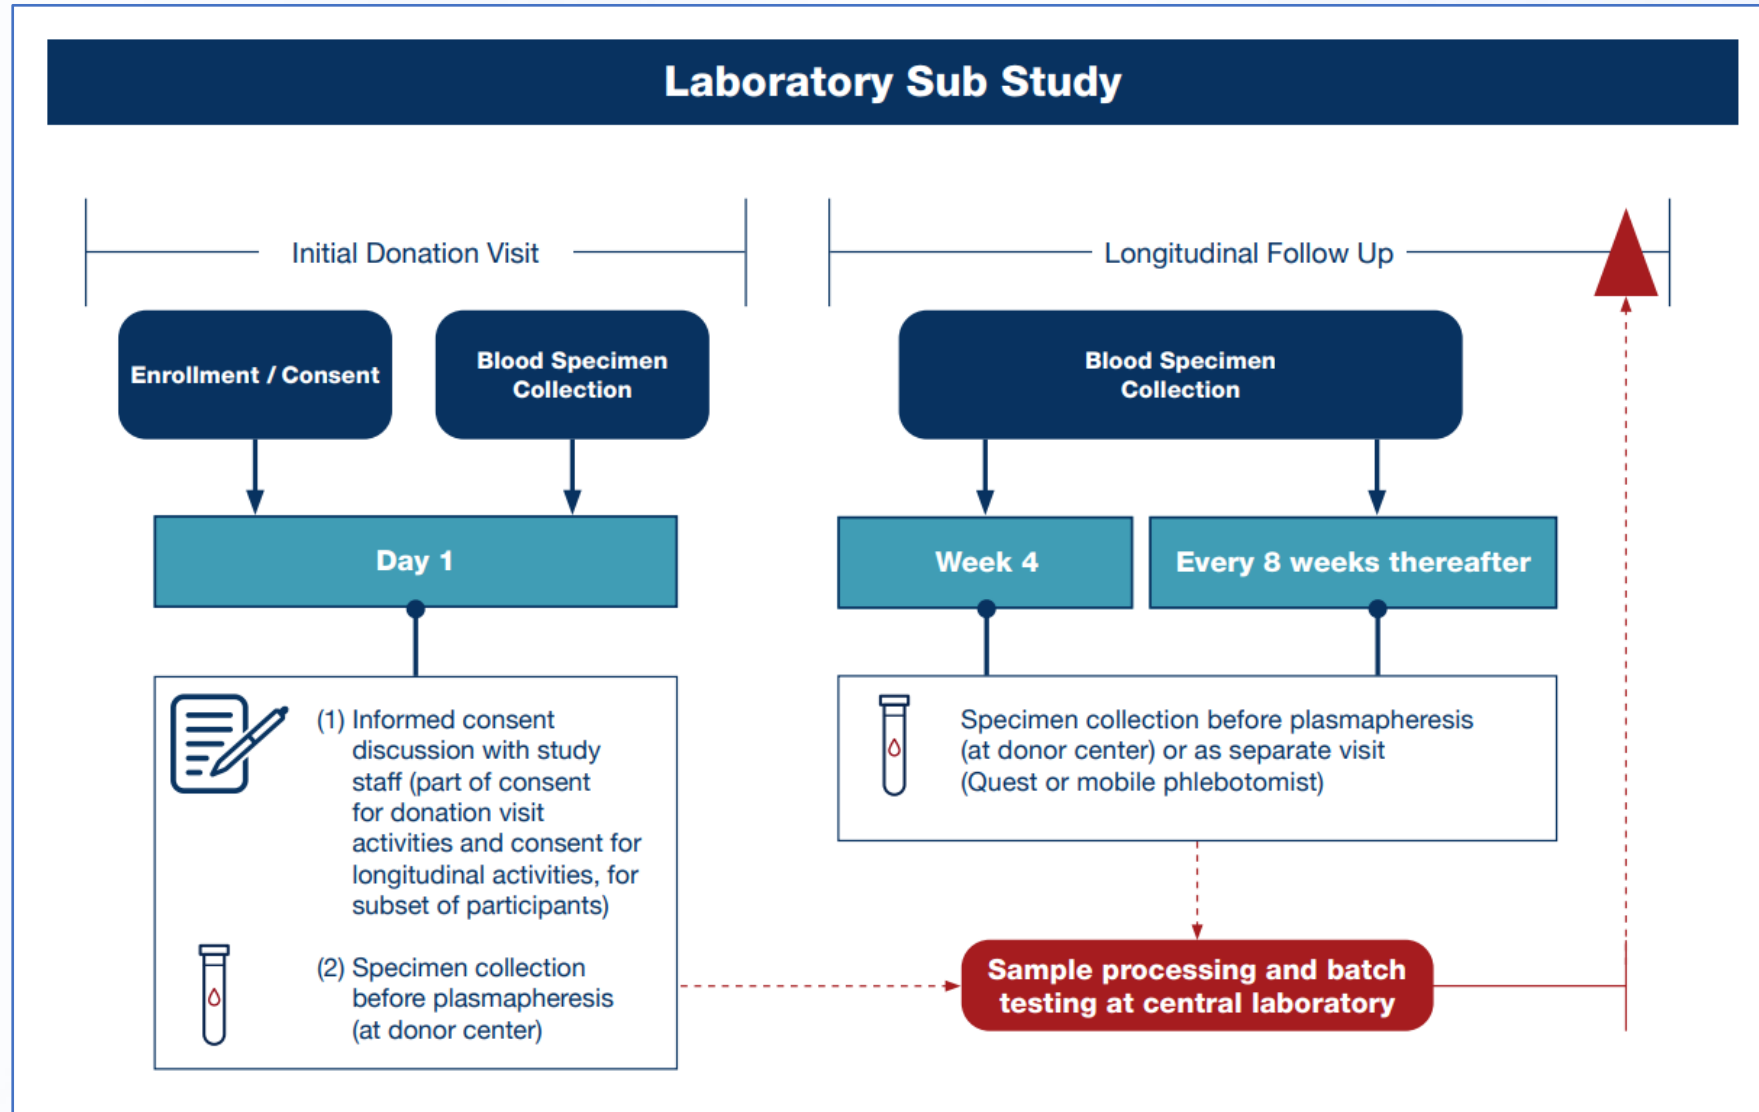 Laboratory Sub Study
Initial Donation Visit
Longitudinal Follow Up
Enrollment / Consent
Blood Specimen
Collection
Blood Specimen
Collection
Day 1
Week 4
Every 8 weeks thereafter
(1) Informed consent
discussion with study
staff (part of consent
for donation visit
activities and consent for
longitudinal activities, for
subset of participants)
(2) Specimen collection
before plasmapheresis
(at donor center)
Specimen collection before plasmapheresis
(at donor center) or as separate visit
(Quest or mobile phlebotomist)
Sample processing and batch
testing at central laboratory